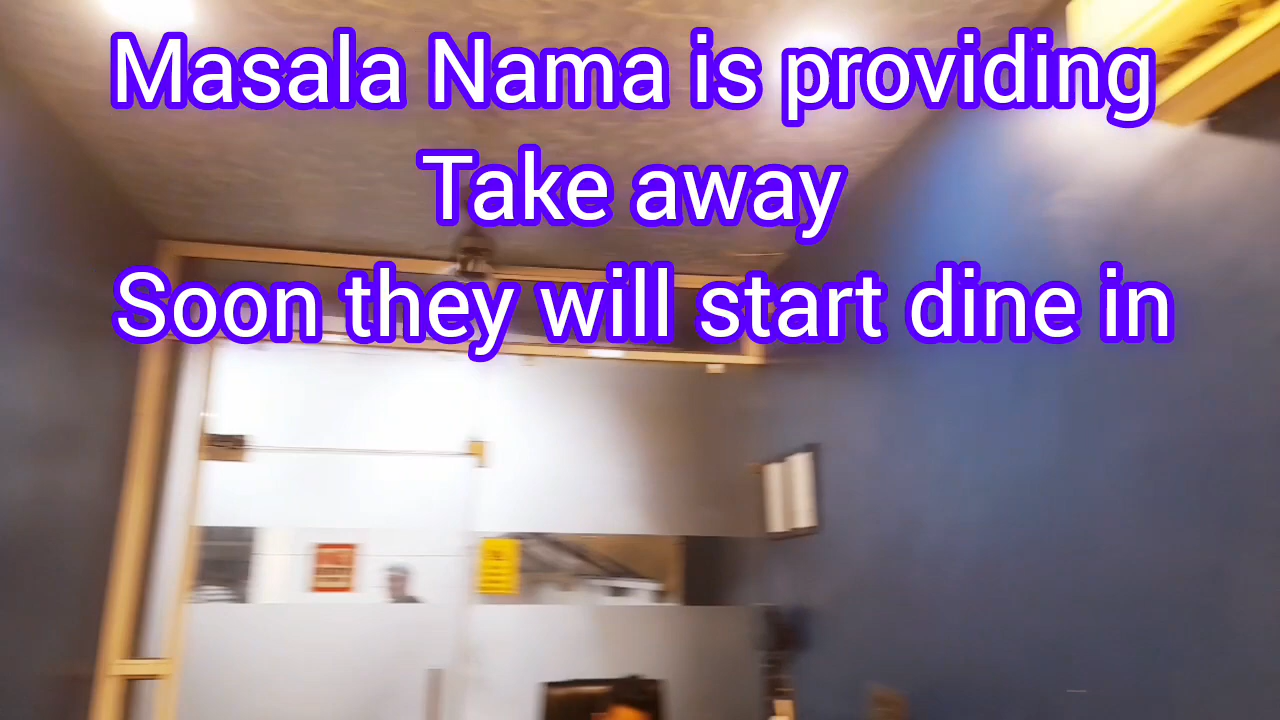 Masala Nama is providing
Take away
Soon they will start dine in